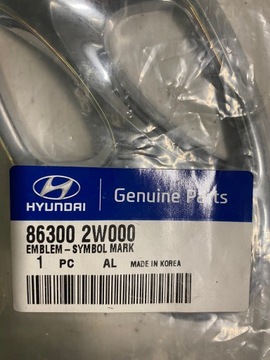 HYUNDAI
Genuine Parts
86300 2W000
EMBLEM-SYMBOL MARK
1 PC AL MADE IN KOREA